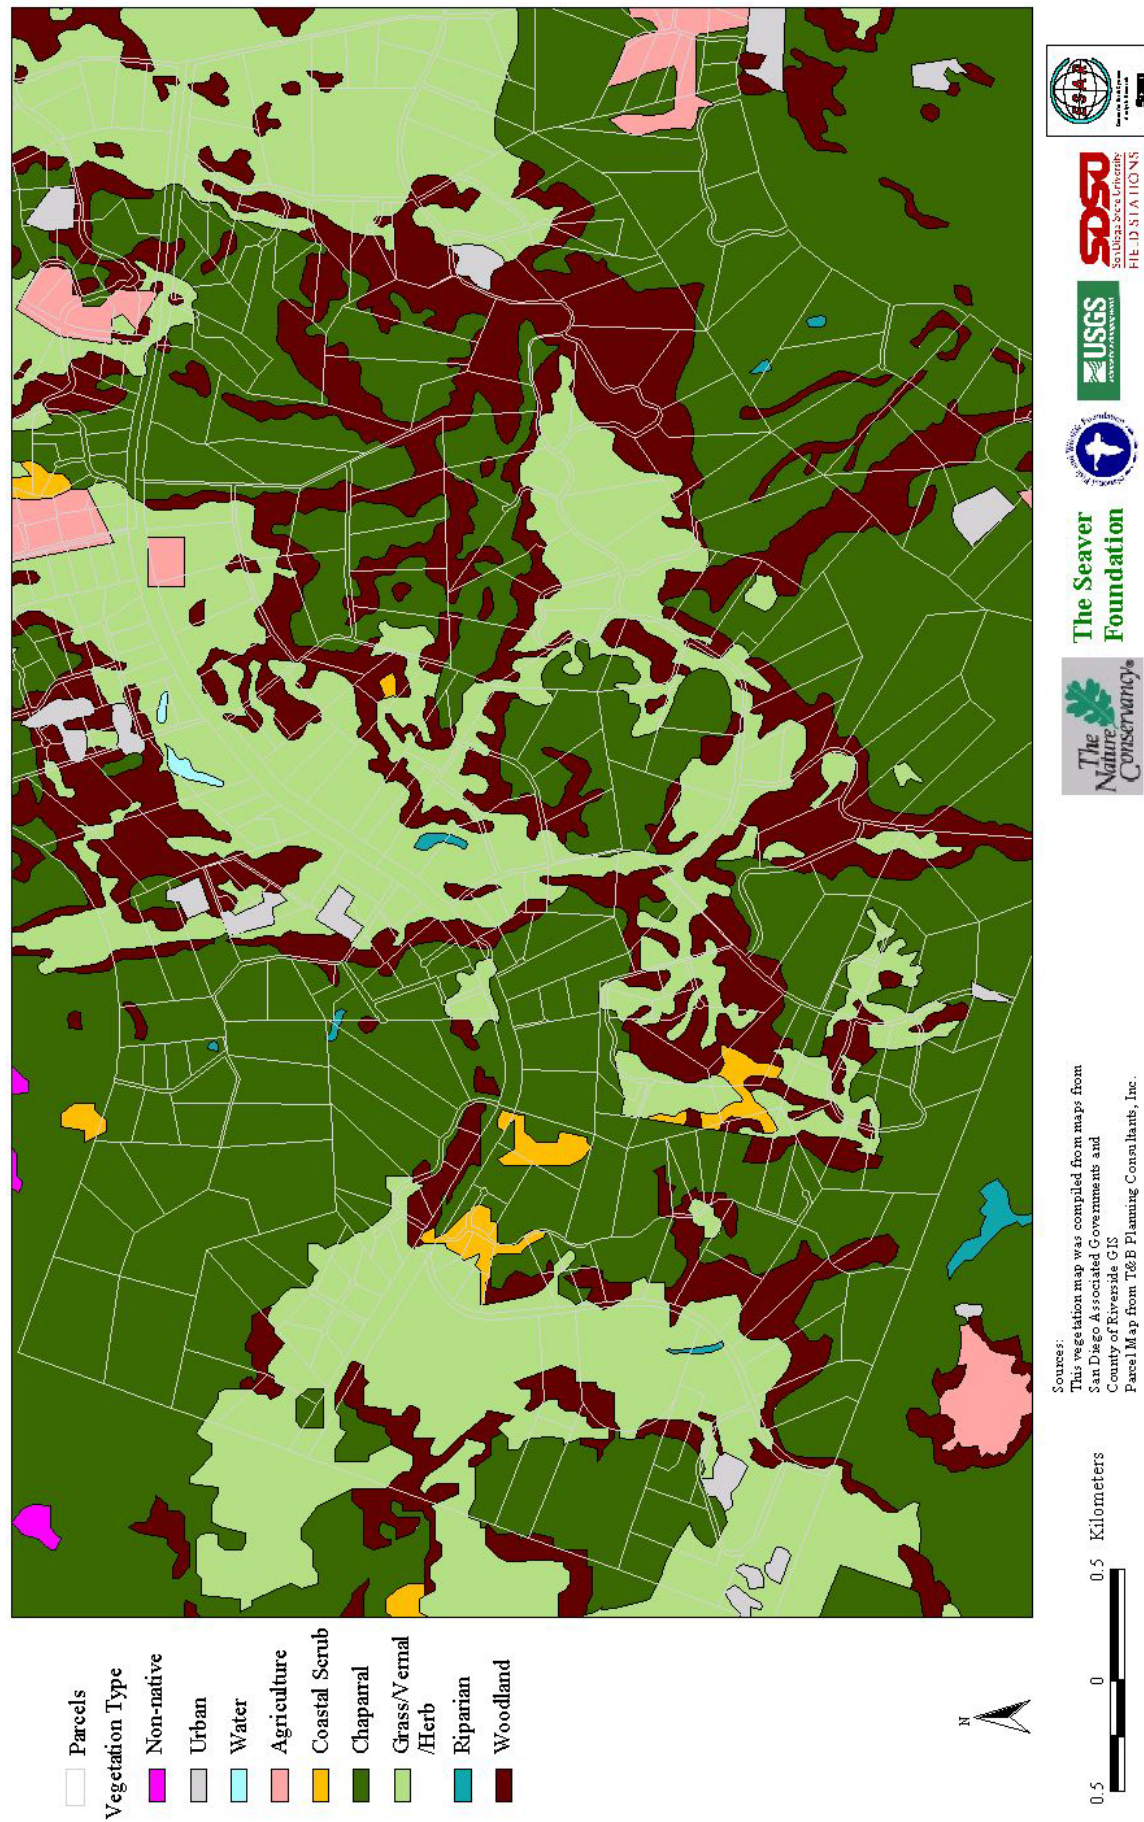 Parcels
Vegetation Type
Non-native
Urban
Water
Agriculture
Coastal Scrub
Chaparral
Grass/Vernal
/Herb
Riparian
Woodland
N
0.5 0 0.5 Kilometers
Sources:
This vegetation map was compiled from maps from
San Diego Associated Governments and
County of Riverside GIS
Parcel Map from T&B Planning Consultants, Inc.
The
Nature
Conservancy®
The Seaver
Foundation
USGS
SDSU
San Diego State University
FIELD STATIONS